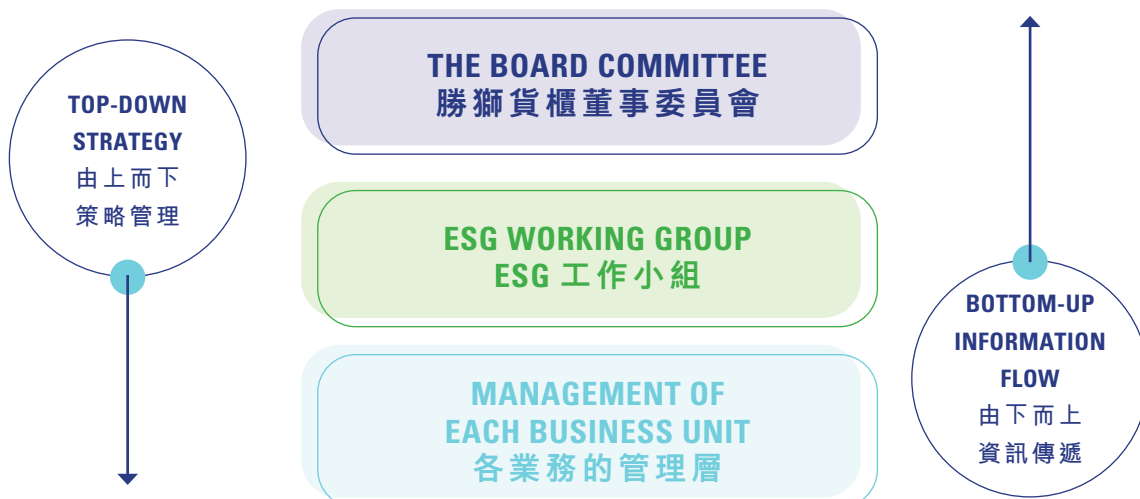 TOP-DOWN
STRATEGY
由上而下
策略管理
THE BOARD COMMITTEE
勝獅貨櫃董事委員會
ESG WORKING GROUP
ESG 工作小組
MANAGEMENT OF
EACH BUSINESS UNIT
各業務的管理層
BOTTOM-UP
INFORMATION
FLOW
由下而上
資訊傳遞